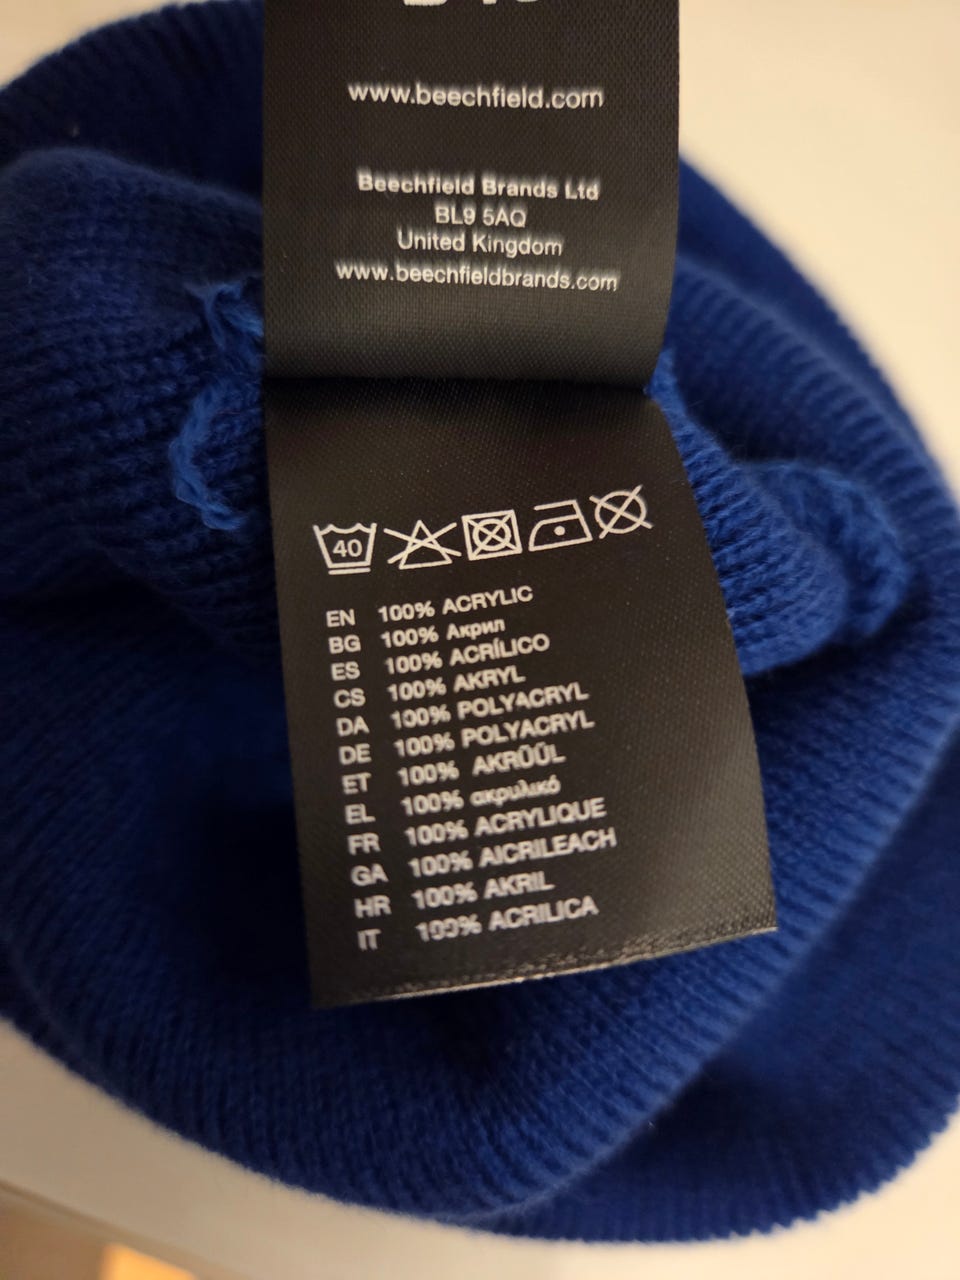 www.beechfield.com
Beechfield Brands Ltd
BL9 5AQ
United Kingdom
www.beechfieldbrands.com
40
EN 100% ACRYLIC
BG 100% Акрил
ES 100% ACRÍLICO
CS 100% AKRYL
DA 100% POLYACRYL
DE 100% POLYACRYL
ET 100% AKRÜÜL
EL 100% ακρυλικό
FR 100% ACRYLIQUE
GA 100% AICRILEACH
HR 100% AKRIL
IT 100% ACRILICA